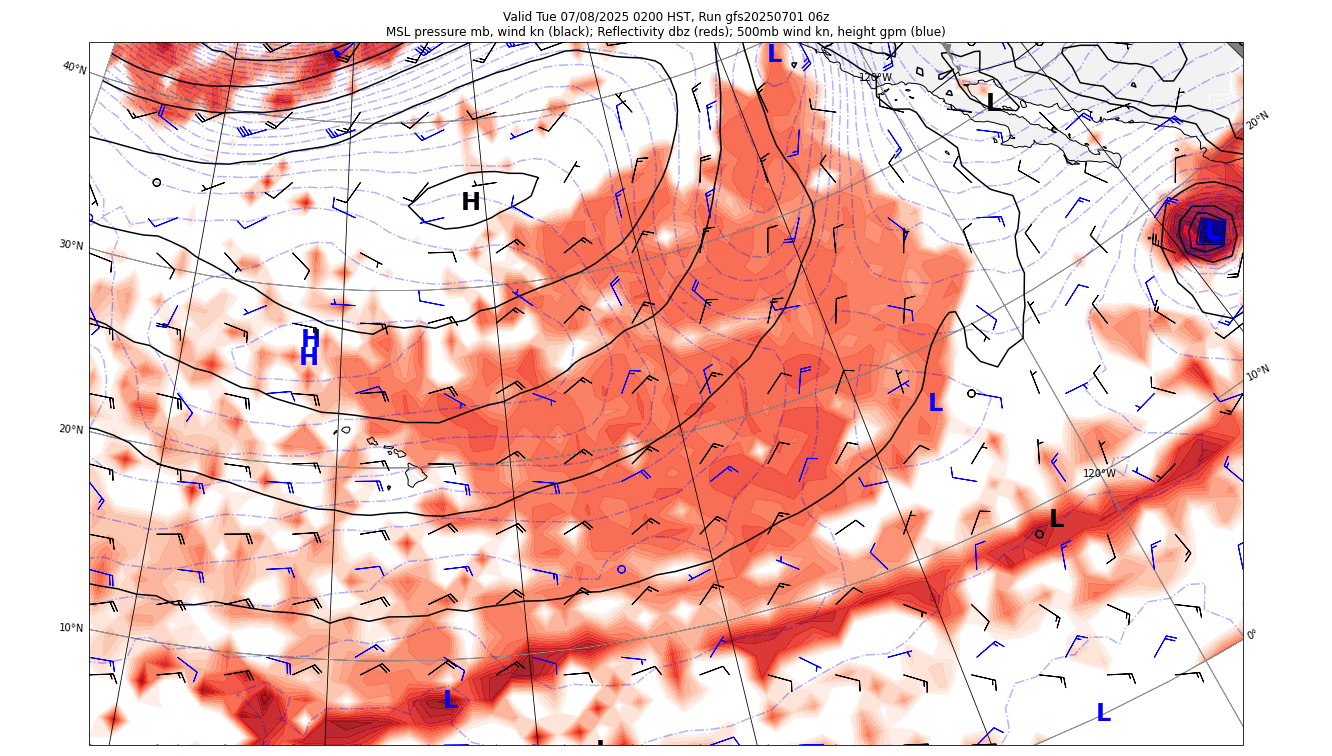 Valid Tue 07/08/2025 0200 HST, Run gfs20250701 06z
MSL pressure mb, wind kn (black); Reflectivity dbz (reds); 500mb wind kn, height gpm (blue)
40°N
L
120°W
L
20°N
H
L
30°N
H
H
10°N
L
20°N
120°W
L
10°N
0°
L
L